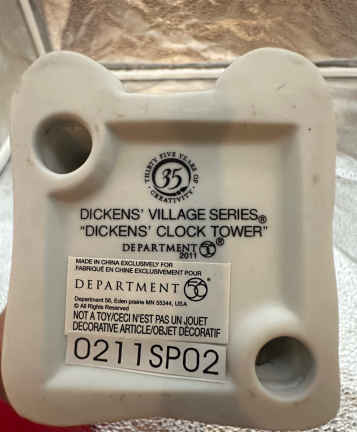 THIRTY FIVE YEARS OF
35
CREATIVITY
DICKENS' VILLAGE SERIES®
"DICKENS' CLOCK TOWER"
DEPARTMENT 56®
2011
MADE IN CHINA EXCLUSIVELY FOR
FABRIQUÉ EN CHINE EXCLUSIVEMENT POUR
DEPARTMENT 56®
Department 56, Eden prairie MN 55344, USA
© All Rights Reserved
NOT A TOY/CECI N'EST PAS UN JOUET
DECORATIVE ARTICLE/OBJET DÉCORATIF
0211SP02